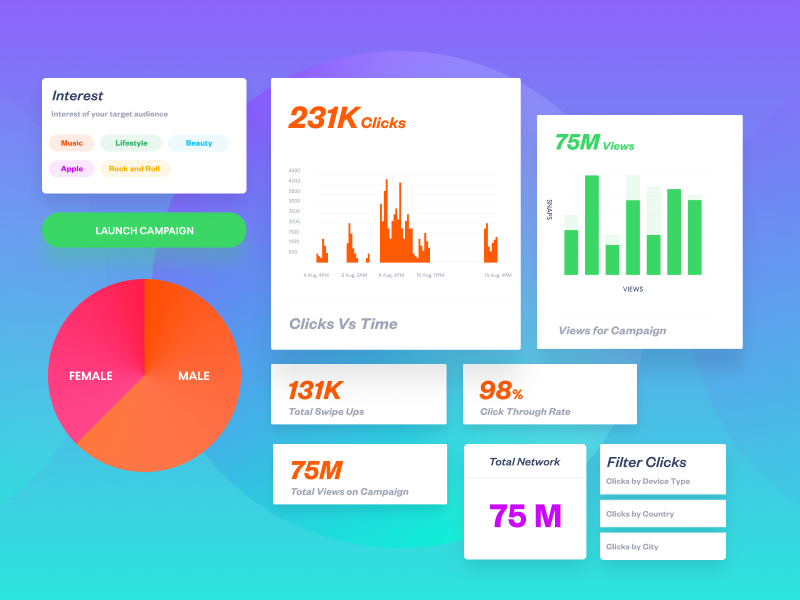 Interest
Interest of your target audience
Music
Lifestyle
Beauty
Apple
Rock and Roll
LAUNCH CAMPAIGN
FEMALE
MALE
231K Clicks
4500
4000
3500
3000
2500
2000
1500
1000
500
4 Aug, 4PM
6 Aug, 2AM
8 Aug, 8PM
10 Aug, 11PM
15 Aug, 4PM
Clicks Vs Time
75M Views
SNAPS
VIEWS
Views for Campaign
131K
Total Swipe Ups
98%
Click Through Rate
75M
Total Views on Campaign
Total Network
75 M
Filter Clicks
Clicks by Device Type
Clicks by Country
Clicks by City